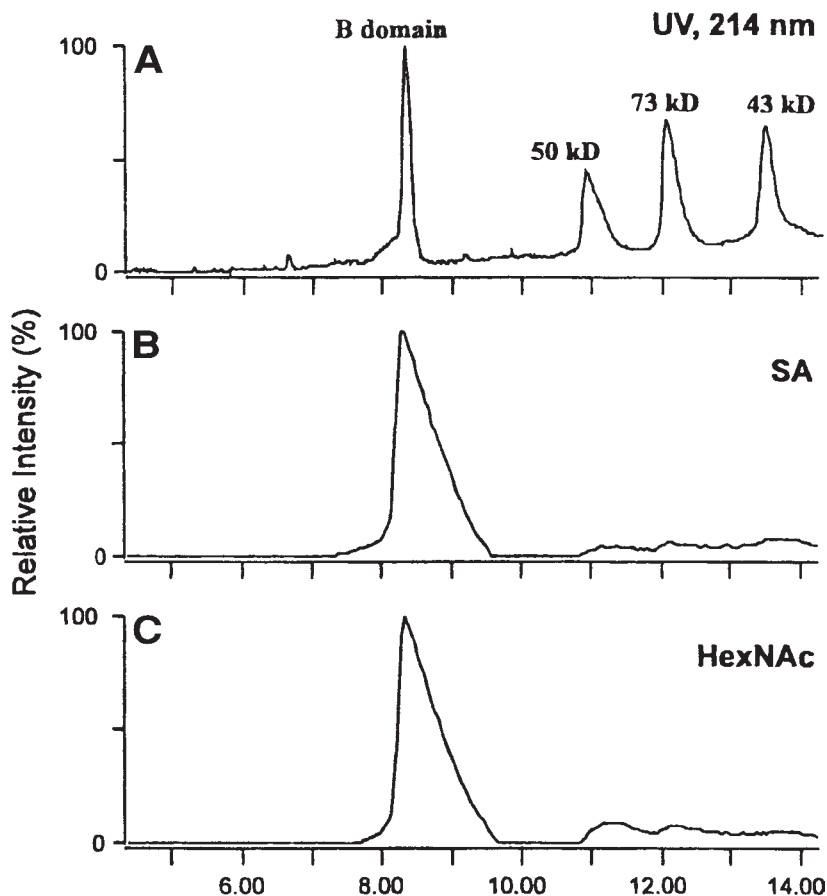 B domain
UV, 214 nm
100
A
73 kD
43 kD
50 kD
0
Relative Intensity (%)
100
B
SA
0
100
C
HexNAc
0
6.00 8.00 10.00 12.00 14.00